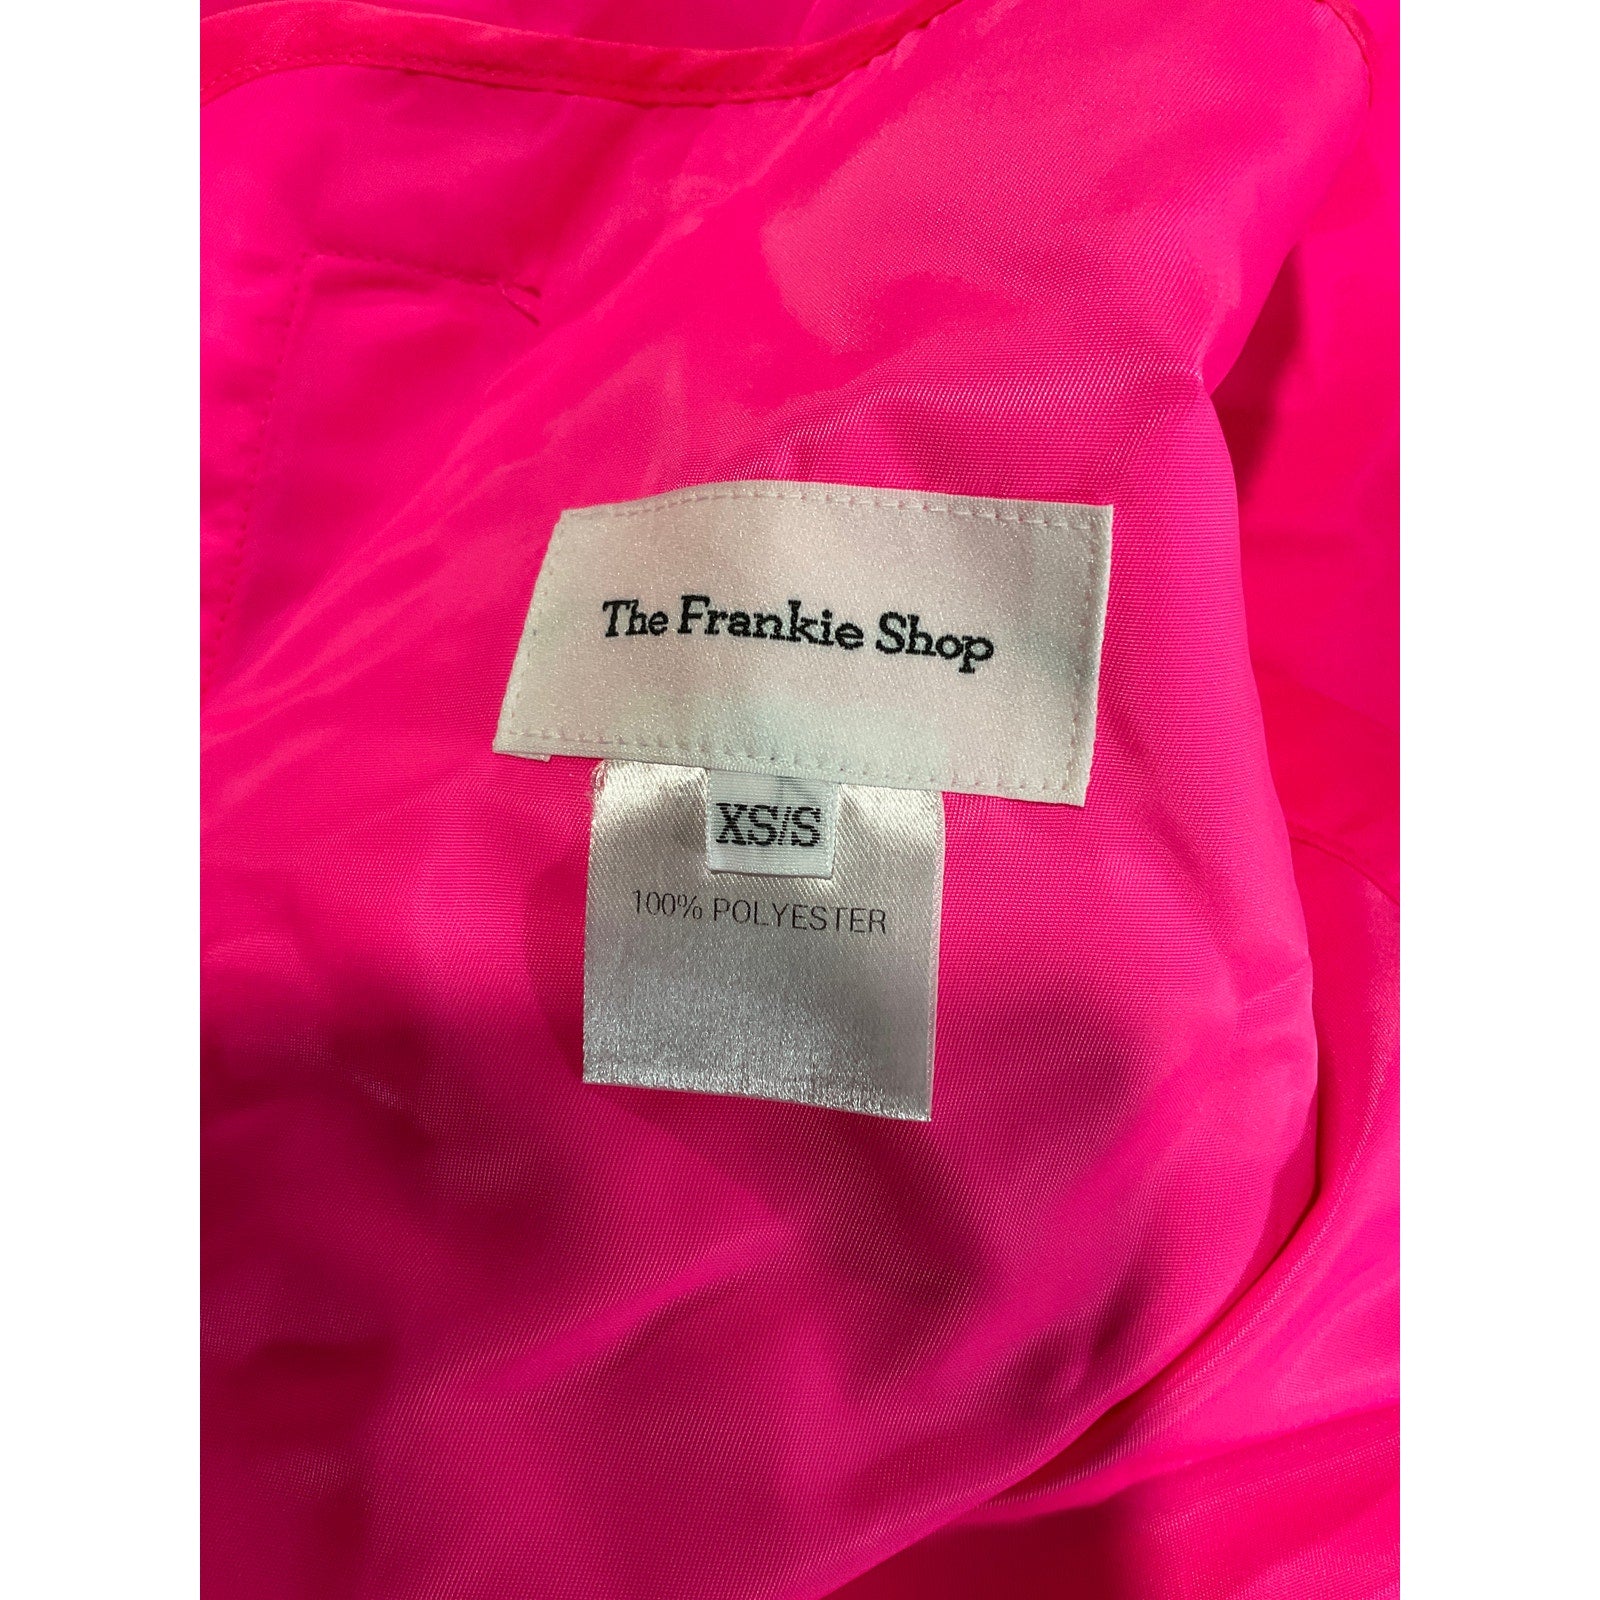 The Frankie Shop
XS/S
100% POLYESTER